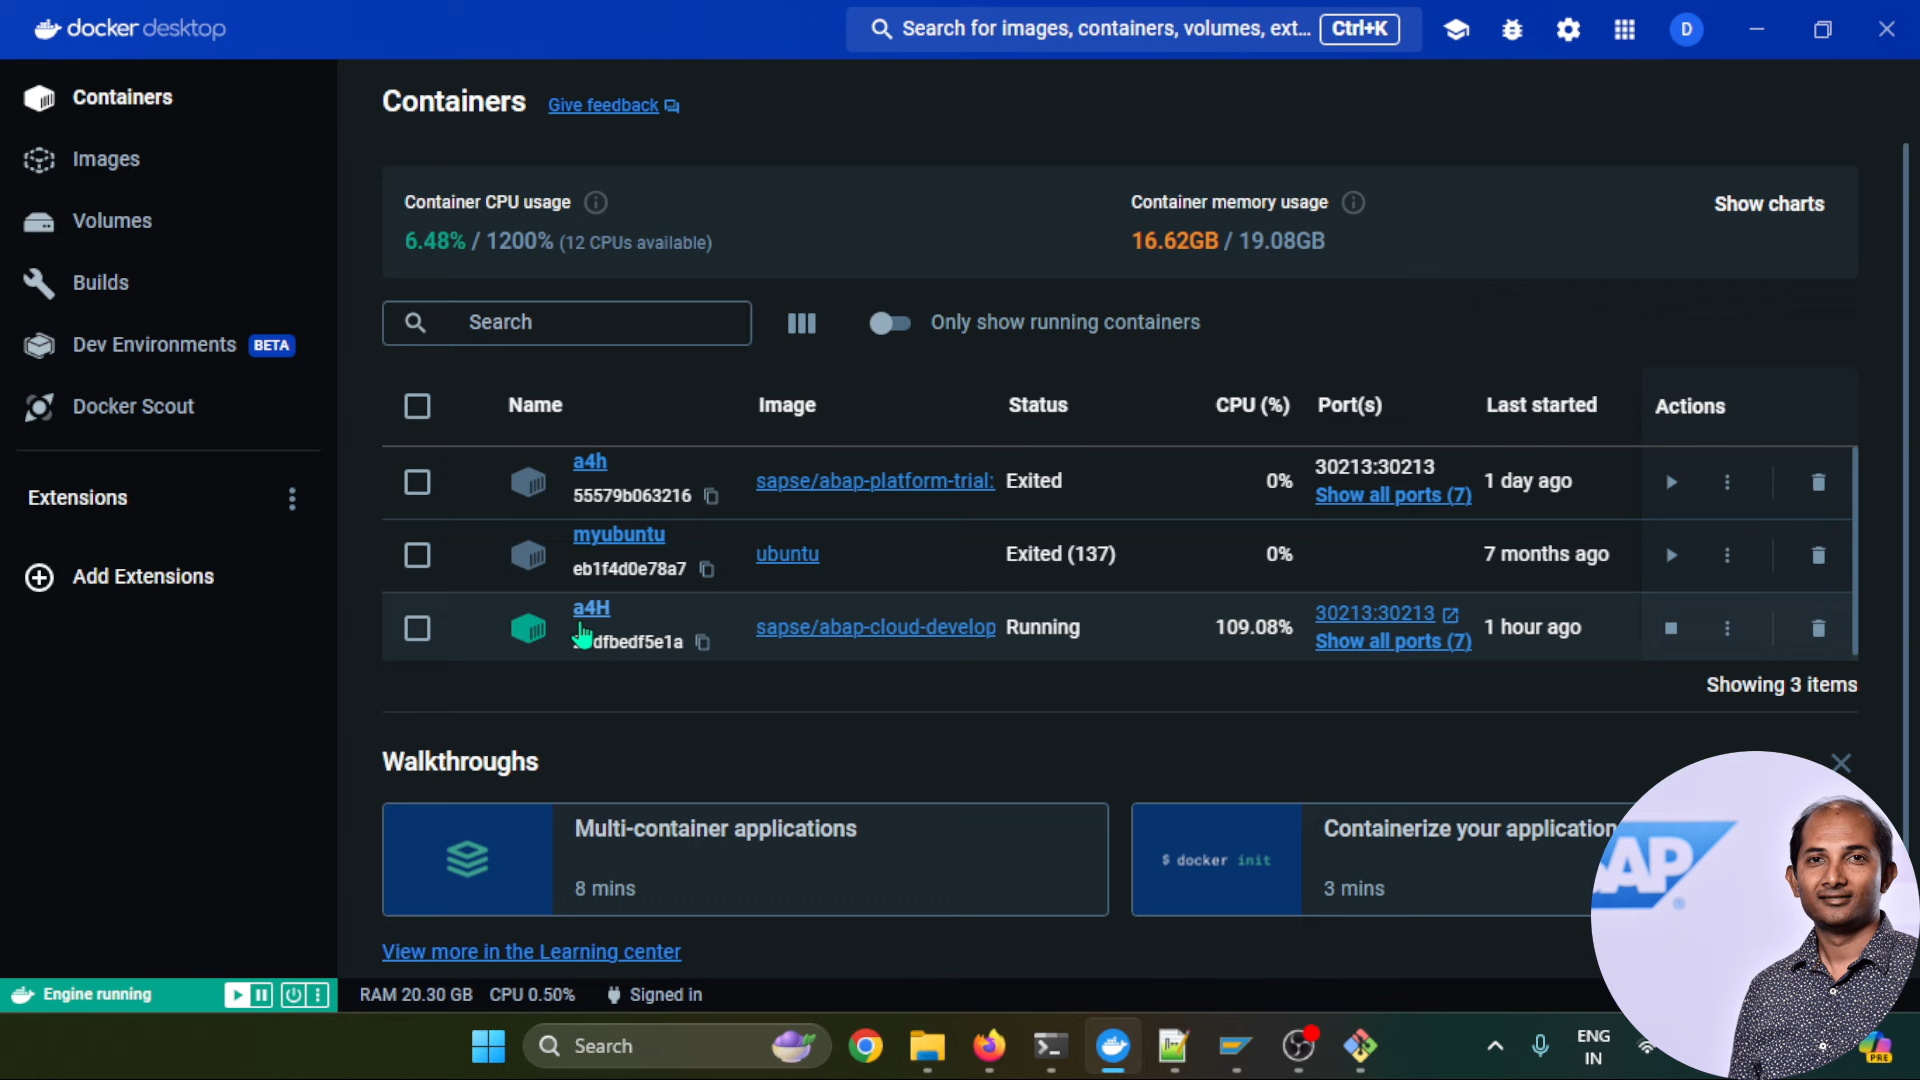 docker desktop
Search for images, containers, volumes, ext... Ctrl+K
D
Containers
Images
Volumes
Builds
Dev Environments BETA
Docker Scout
Extensions
Add Extensions
Containers Give feedback
Container CPU usage
6.48% / 1200% (12 CPUs available)
Container memory usage
16.62GB / 19.08GB
Show charts
Search
Only show running containers
Name Image Status CPU (%) Port(s) Last started Actions
a4h
55579b063216
sapse/abap-platform-trial: Exited 0% 30213:30213
Show all ports (7) 1 day ago
myubuntu
eb1f4d0e78a7
ubuntu Exited (137) 0% 7 months ago
a4H
dfbedf5e1a
sapse/abap-cloud-develop Running 109.08% 30213:30213
Show all ports (7) 1 hour ago
Showing 3 items
Walkthroughs
Multi-container applications
8 mins
$ docker init
Containerize your application
3 mins
View more in the Learning center
Engine running
RAM 20.30 GB CPU 0.50% Signed in
Search
ENG
IN
PRE